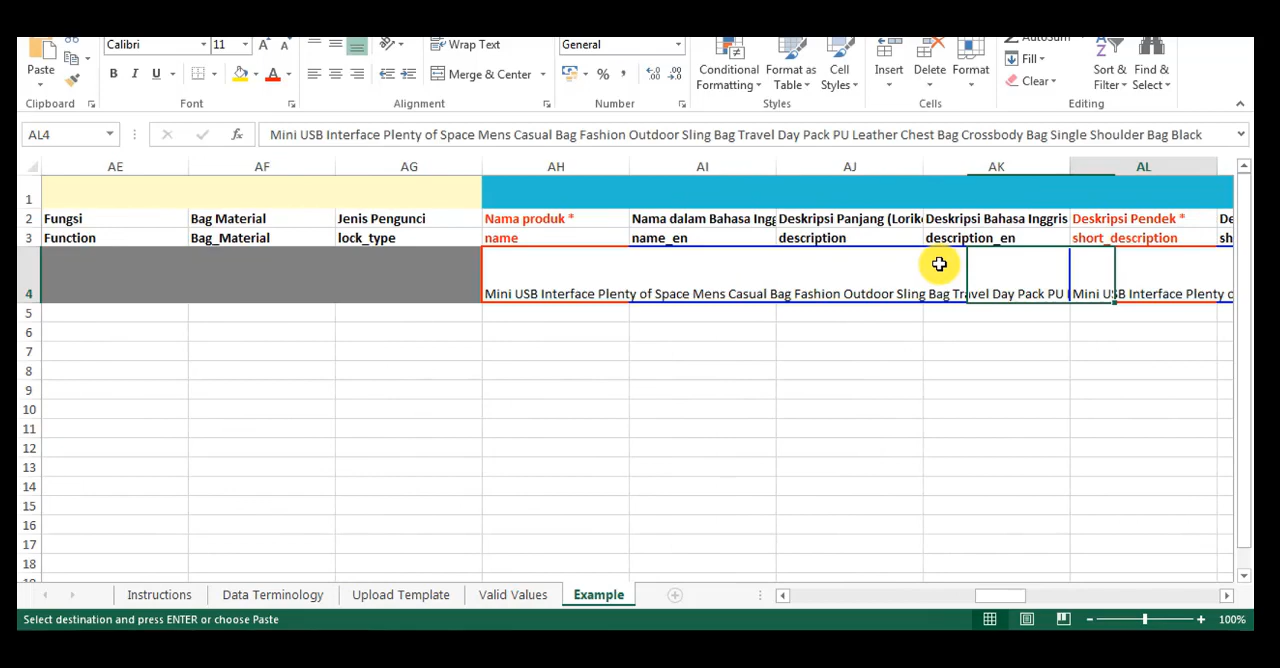 Calibri 11 A A Wrap Text General AutoSum
Paste B I U Merge & Center % , Conditional Formatting Format as Table Cell Styles Insert Delete Format Fill Clear Sort & Filter Find & Select
Clipboard Font Alignment Number Styles Cells Editing
AL4 fx Mini USB Interface Plenty of Space Mens Casual Bag Fashion Outdoor Sling Bag Travel Day Pack PU Leather Chest Bag Crossbody Bag Single Shoulder Bag Black
AE AF AG AH AI AJ AK AL
1
2 Fungsi Bag Material Jenis Pengunci Nama produk * Nama dalam Bahasa Ingg Deskripsi Panjang (Lorik Deskripsi Bahasa Inggris Deskripsi Pendek * De
3 Function Bag_Material lock_type name name_en description description_en short_description sh
4 Mini USB Interface Plenty of Space Mens Casual Bag Fashion Outdoor Sling Bag Travel Day Pack PU Mini USB Interface Plenty o
5
6
7
8
9
10
11
12
13
14
15
16
17
18
Instructions Data Terminology Upload Template Valid Values Example
Select destination and press ENTER or choose Paste 100%